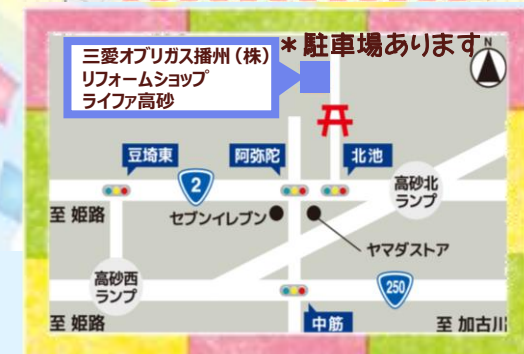 ＊駐車場あります
三愛オブリガス播州（株）
リフォームショップ
ライファ高砂
N
豆崎東
阿弥陀
北池
2
高砂北
ランプ
至 姫路
セブンイレブン
ヤマダストア
高砂西
ランプ
250
至 姫路
中筋
至 加古川